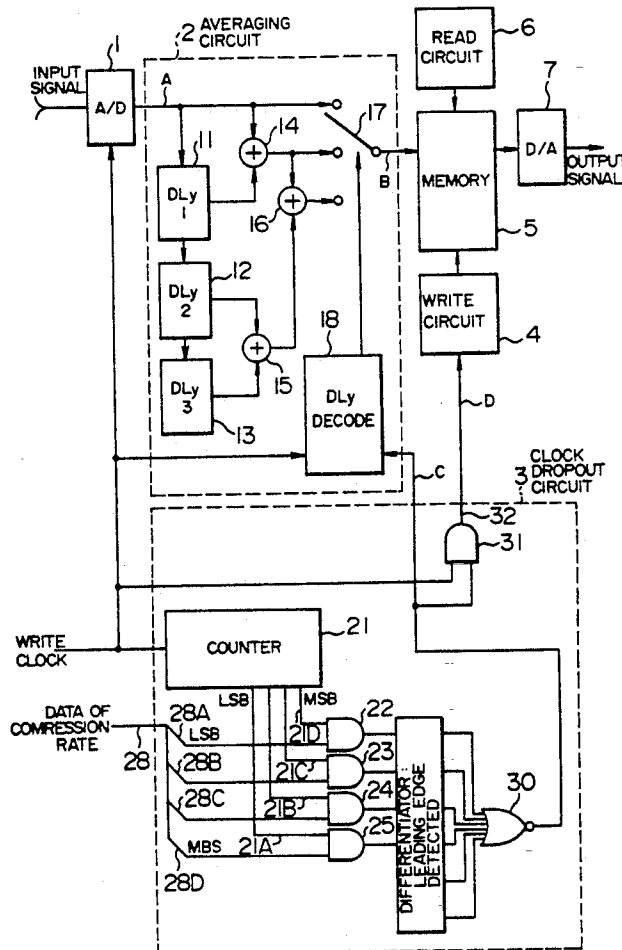 2 AVERAGING
CIRCUIT
1
INPUT
SIGNAL
A/D
A
11
DLy
1
14
17
16
B
12
DLy
2
15
DLy
3
13
18
DLy
DECODE
6
READ
CIRCUIT
7
D/A
OUTPUT
SIGNAL
MEMORY
5
WRITE
CIRCUIT
4
D
C
CLOCK
3 DROPOUT
CIRCUIT
32
31
WRITE
CLOCK
COUNTER
21
LSB
MSB
DATA OF
COMRESSION
RATE
28
28A
LSB
28B
28C
MBS
28D
21D
21C
21B
21A
22
23
24
25
DIFFERENTIATOR:
LEADING EDGE
DETECTED
30